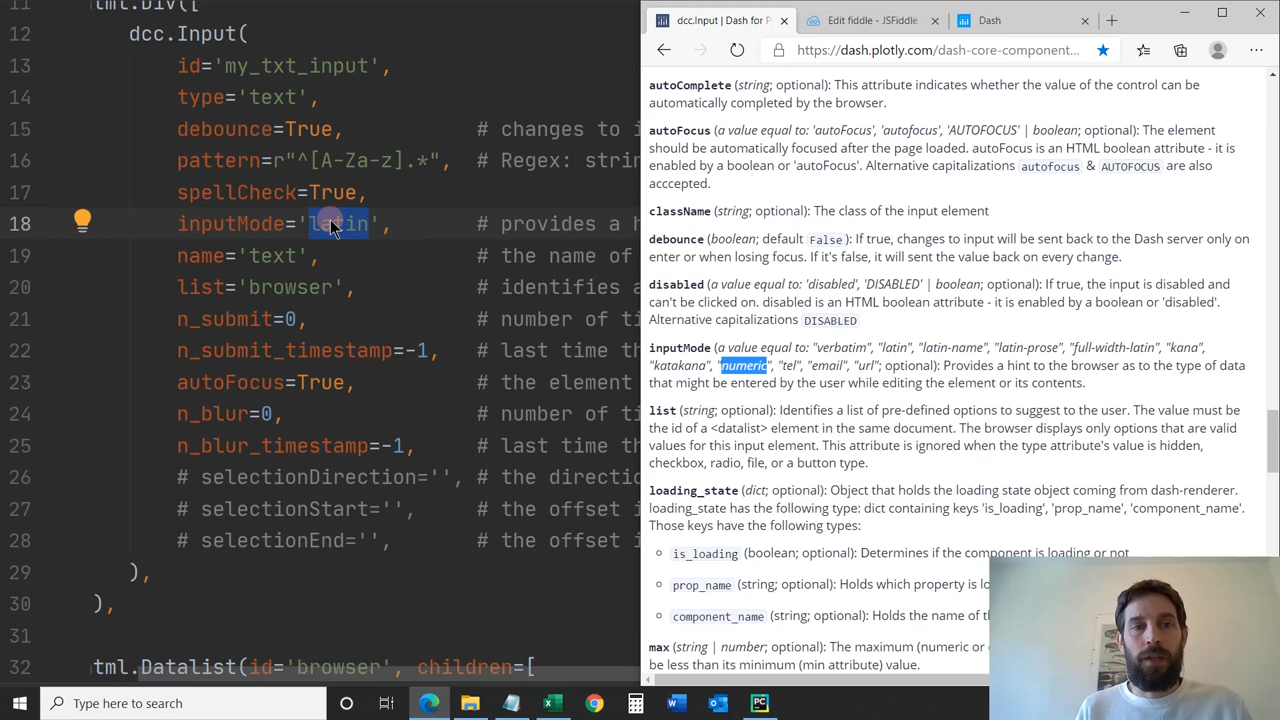 11
tml.Div([
12 dcc.Input(
13 id='my_txt_input',
14 type='text',
15 debounce=True, # changes to i
16 pattern=r"^[A-Za-z].*", # Regex: strin
17 spellCheck=True,
18 inputMode='latin', # provides a h
19 name='text', # the name of
20 list='browser', # identifies a
21 n_submit=0, # number of ti
22 n_submit_timestamp=-1, # last time th
23 autoFocus=True, # the element
24 n_blur=0, # number of ti
25 n_blur_timestamp=-1, # last time th
26 # selectionDirection='', # the direction
27 # selectionStart='', # the offset i
28 # selectionEnd='', # the offset i
29 ),
30 ),
31
32 tml.Datalist(id='browser', children=[
dcc.Input | Dash for P
Edit fiddle - JSFiddle
Dash
https://dash.plotly.com/dash-core-component...
autoComplete (string; optional): This attribute indicates whether the value of the control can be
automatically completed by the browser.
autoFocus (a value equal to: 'autoFocus', 'autofocus', 'AUTOFOCUS' | boolean; optional): The element
should be automatically focused after the page loaded. autoFocus is an HTML boolean attribute - it is
enabled by a boolean or 'autoFocus'. Alternative capitalizations autofocus & AUTOFOCUS are also
acccepted.
className (string; optional): The class of the input element
debounce (boolean; default False): If true, changes to input will be sent back to the Dash server only on
enter or when losing focus. If it's false, it will sent the value back on every change.
disabled (a value equal to: 'disabled', 'DISABLED' | boolean; optional): If true, the input is disabled and
can't be clicked on. disabled is an HTML boolean attribute - it is enabled by a boolean or 'disabled'.
Alternative capitalizations DISABLED
inputMode (a value equal to: "verbatim", "latin", "latin-name", "latin-prose", "full-width-latin", "kana",
"katakana", "numeric", "tel", "email", "url"; optional): Provides a hint to the browser as to the type of data
that might be entered by the user while editing the element or its contents.
list (string; optional): Identifies a list of pre-defined options to suggest to the user. The value must be
the id of a <datalist> element in the same document. The browser displays only options that are valid
values for this input element. This attribute is ignored when the type attribute's value is hidden,
checkbox, radio, file, or a button type.
loading_state (dict; optional): Object that holds the loading state object coming from dash-renderer.
loading_state has the following type: dict containing keys 'is_loading', 'prop_name', 'component_name'.
Those keys have the following types:
is_loading (boolean; optional): Determines if the component is loading or not
prop_name (string; optional): Holds which property is lo
component_name (string; optional): Holds the name of th
max (string | number; optional): The maximum (numeric or
be less than its minimum (min attribute) value.
Type here to search